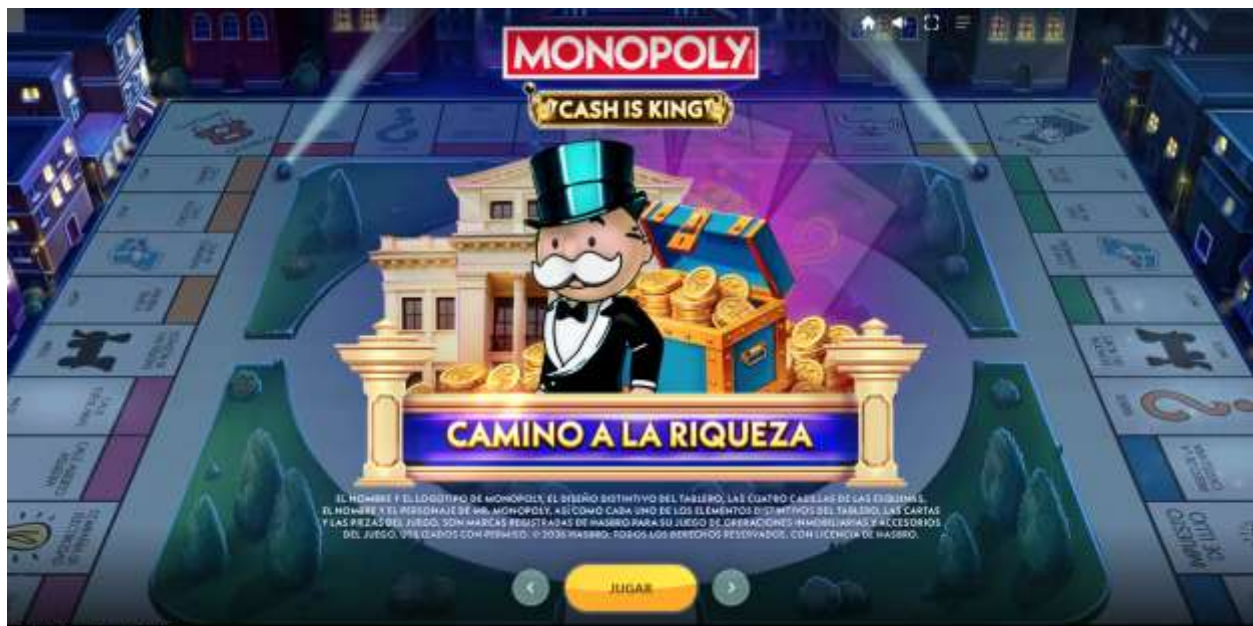 MONOPOLY
CASH IS KING
CAMINO A LA RIQUEZA
EL NOMBRE Y EL LOGOTIPO DE MONOPOLY, EL DISEÑO DISTINTIVO DEL TABLERO, LAS CUATRO CASILLAS DE LAS ESQUINAS,
EL NOMBRE Y EL PERSONAJE DE MR. MONOPOLY, ASÍ COMO CADA UNO DE LOS ELEMENTOS DISTINTIVOS DEL TABLERO, LAS CARTAS
Y LAS PIEZAS DEL JUEGO, SON MARCAS REGISTRADAS DE HASBRO PARA SU JUEGO DE OPERACIONES INMOBILIARIAS Y ACCESORIOS
DEL JUEGO. UTILIZADOS CON PERMISO. © 2026 HASBRO. TODOS LOS DERECHOS RESERVADOS. CON LICENCIA DE HASBRO.
JUGAR